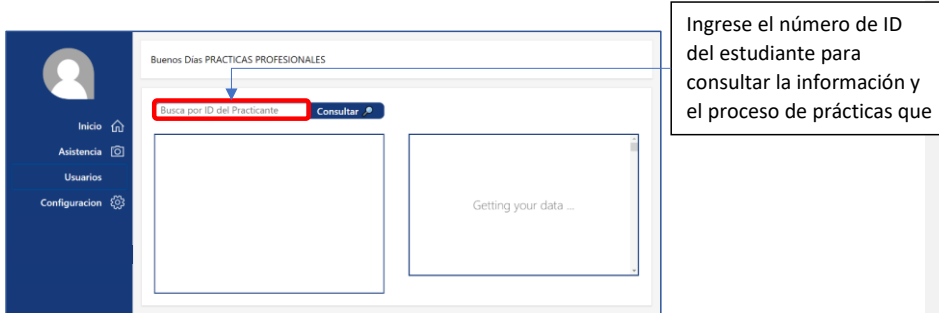 Ingrese el número de ID
del estudiante para
consultar la información y
el proceso de prácticas que
Buenos Días PRACTICAS PROFESIONALES
Busca por ID del Practicante
Consultar
Inicio
Asistencia
Usuarios
Configuracion
Getting your data ...